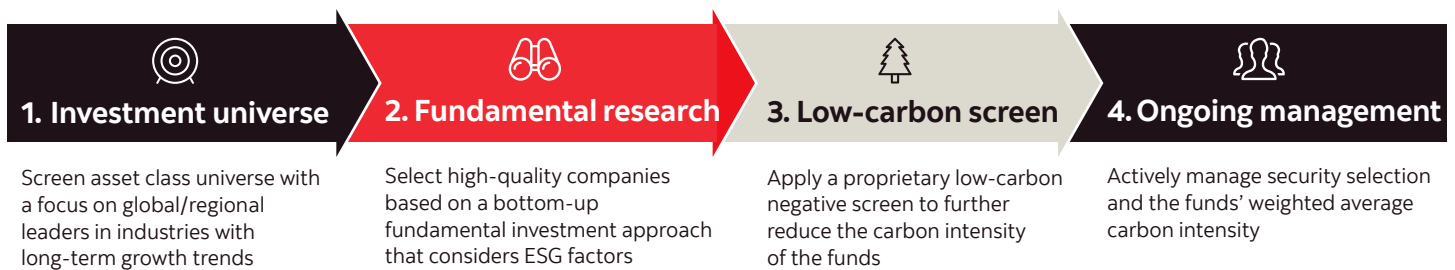 1. Investment universe
Screen asset class universe with
a focus on global/regional
leaders in industries with
long-term growth trends
2. Fundamental research
Select high-quality companies
based on a bottom-up
fundamental investment approach
that considers ESG factors
3. Low-carbon screen
Apply a proprietary low-carbon
negative screen to further
reduce the carbon intensity
of the funds
4. Ongoing management
Actively manage security selection
and the funds’ weighted average
carbon intensity